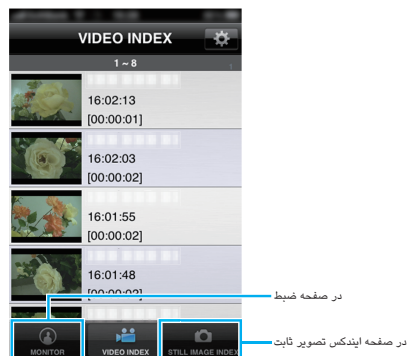 VIDEO INDEX
1 ~ 8
1
16:02:13
[00:00:01]
16:02:03
[00:00:02]
16:01:55
[00:00:02]
16:01:48
[00:00:02]
در صفحه ضبط
در صفحه ایندکس تصویر ثابت
MONITOR
VIDEO INDEX
STILL IMAGE INDEX